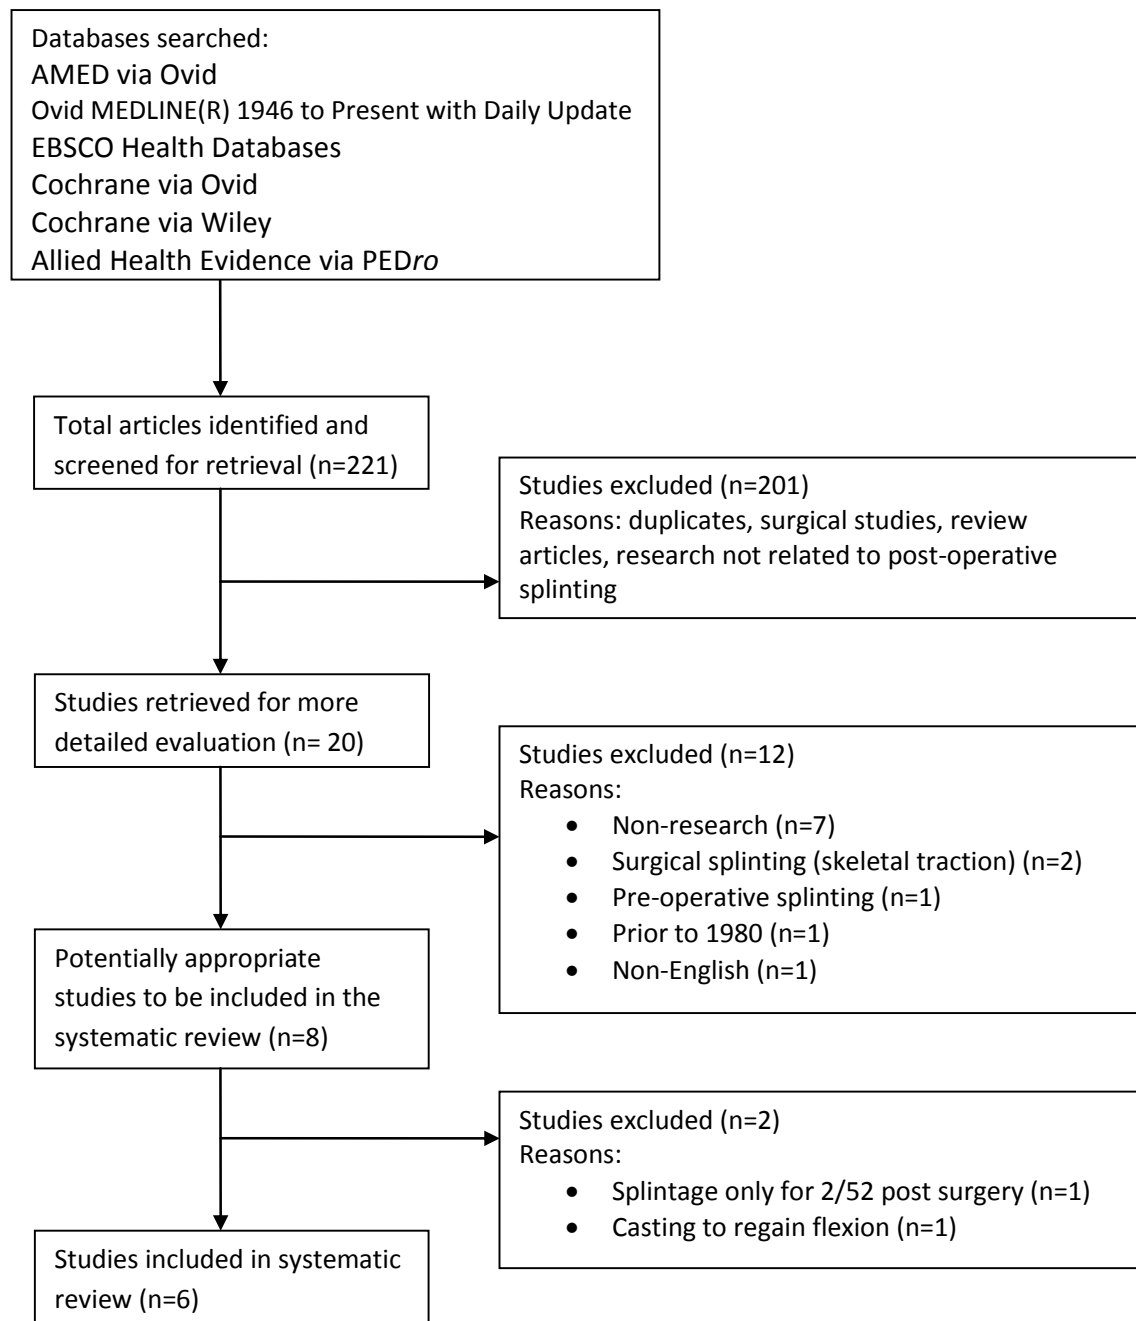 Databases searched:
AMED via Ovid
Ovid MEDLINE(R) 1946 to Present with Daily Update
EBSCO Health Databases
Cochrane via Ovid
Cochrane via Wiley
Allied Health Evidence via PEDro
Total articles identified and
screened for retrieval (n=221)
Studies excluded (n=201)
Reasons: duplicates, surgical studies, review
articles, research not related to post-operative
splinting
Studies retrieved for more
detailed evaluation (n= 20)
Studies excluded (n=12)
Reasons:
• Non-research (n=7)
• Surgical splinting (skeletal traction) (n=2)
• Pre-operative splinting (n=1)
• Prior to 1980 (n=1)
• Non-English (n=1)
Potentially appropriate
studies to be included in the
systematic review (n=8)
Studies excluded (n=2)
Reasons:
• Splintage only for 2/52 post surgery (n=1)
• Casting to regain flexion (n=1)
Studies included in systematic
review (n=6)